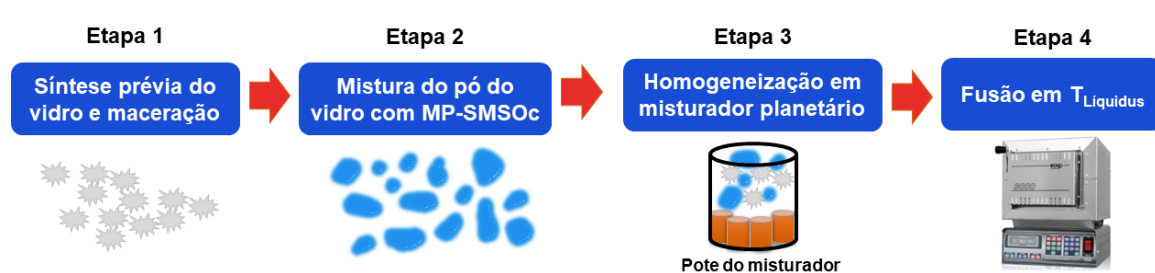 Etapa 1
Síntese prévia do
vidro e maceração
Etapa 2
Mistura do pó do
vidro com MP-SMSOc
Etapa 3
Homogeneização em
misturador planetário
Pote do misturador
Etapa 4
Fusão em TLíquidus